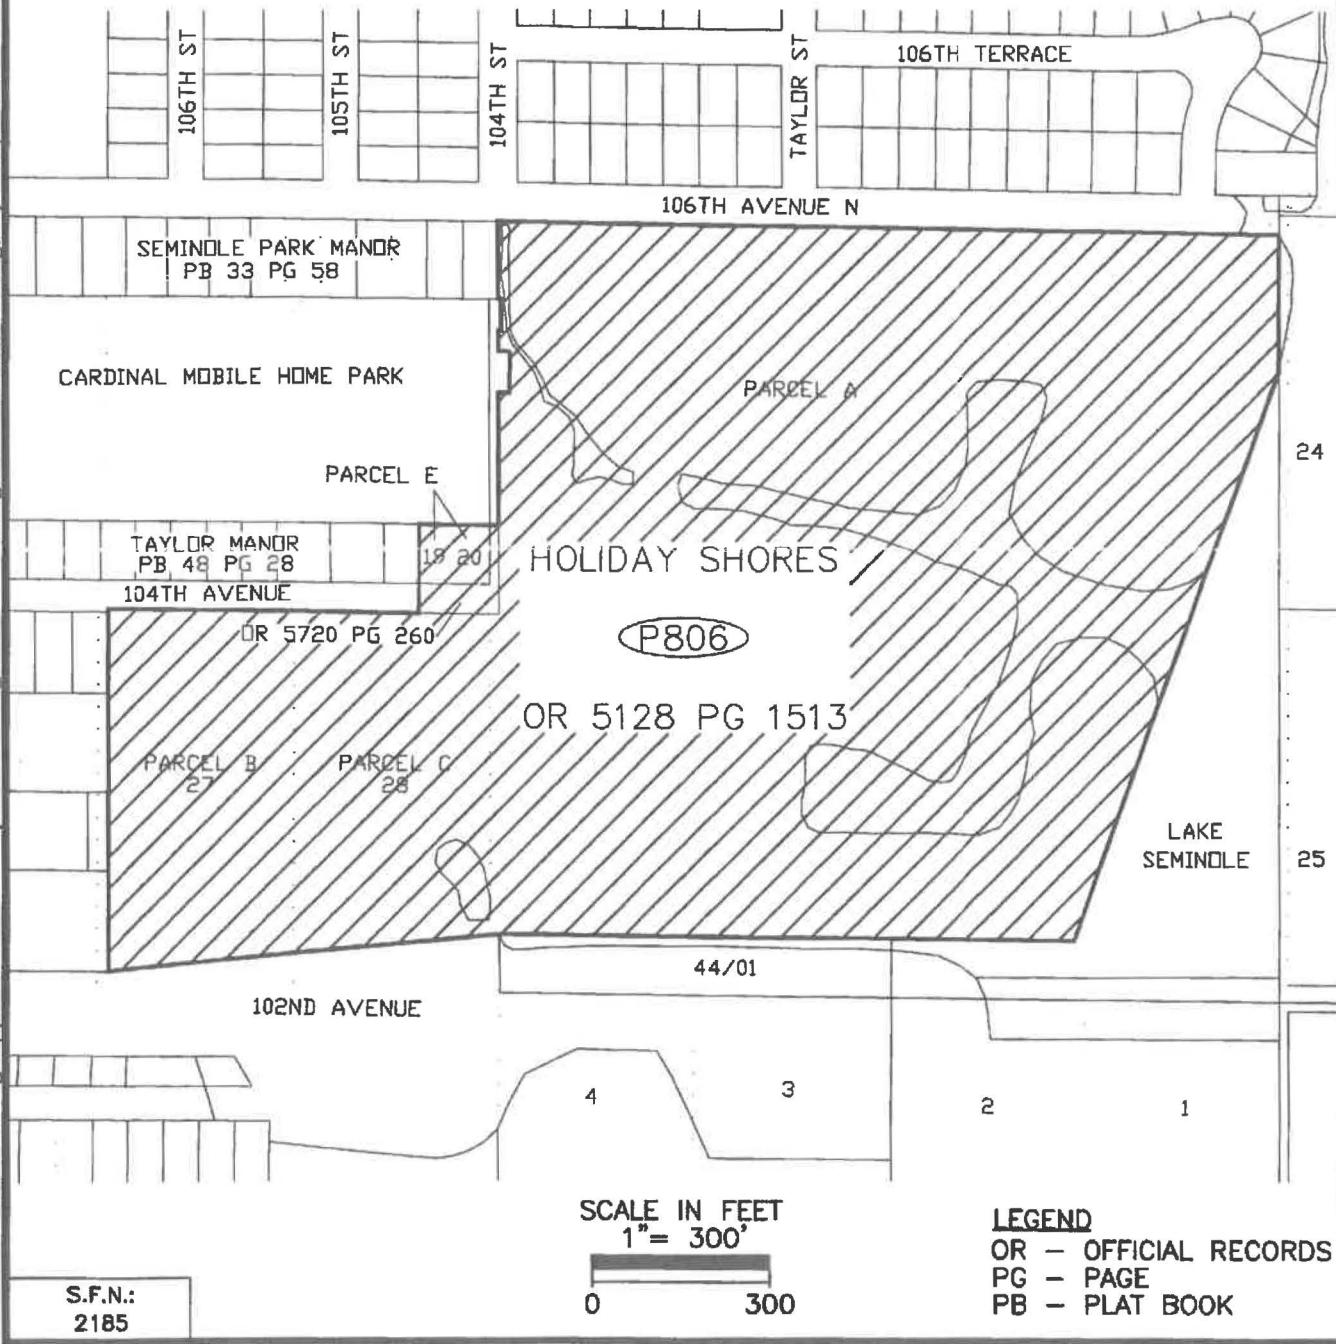 106TH ST
105TH ST
104TH ST
TAYLOR ST
106TH TERRACE
106TH AVENUE N
SEMINOLE PARK MANOR
PB 33 PG 58
CARDINAL MOBILE HOME PARK
PARCEL A
24
PARCEL E
TAYLOR MANOR
PB 48 PG 28
19 20
HOLIDAY SHORES
104TH AVENUE
OR 5720 PG 260
P806
OR 5128 PG 1513
PARCEL B
27
PARCEL C
28
LAKE
SEMINOLE
25
44/01
102ND AVENUE
4
3
2
1
SCALE IN FEET
1"= 300'
0 300
LEGEND
OR – OFFICIAL RECORDS
PG – PAGE
PB – PLAT BOOK
S.F.N.:
2185